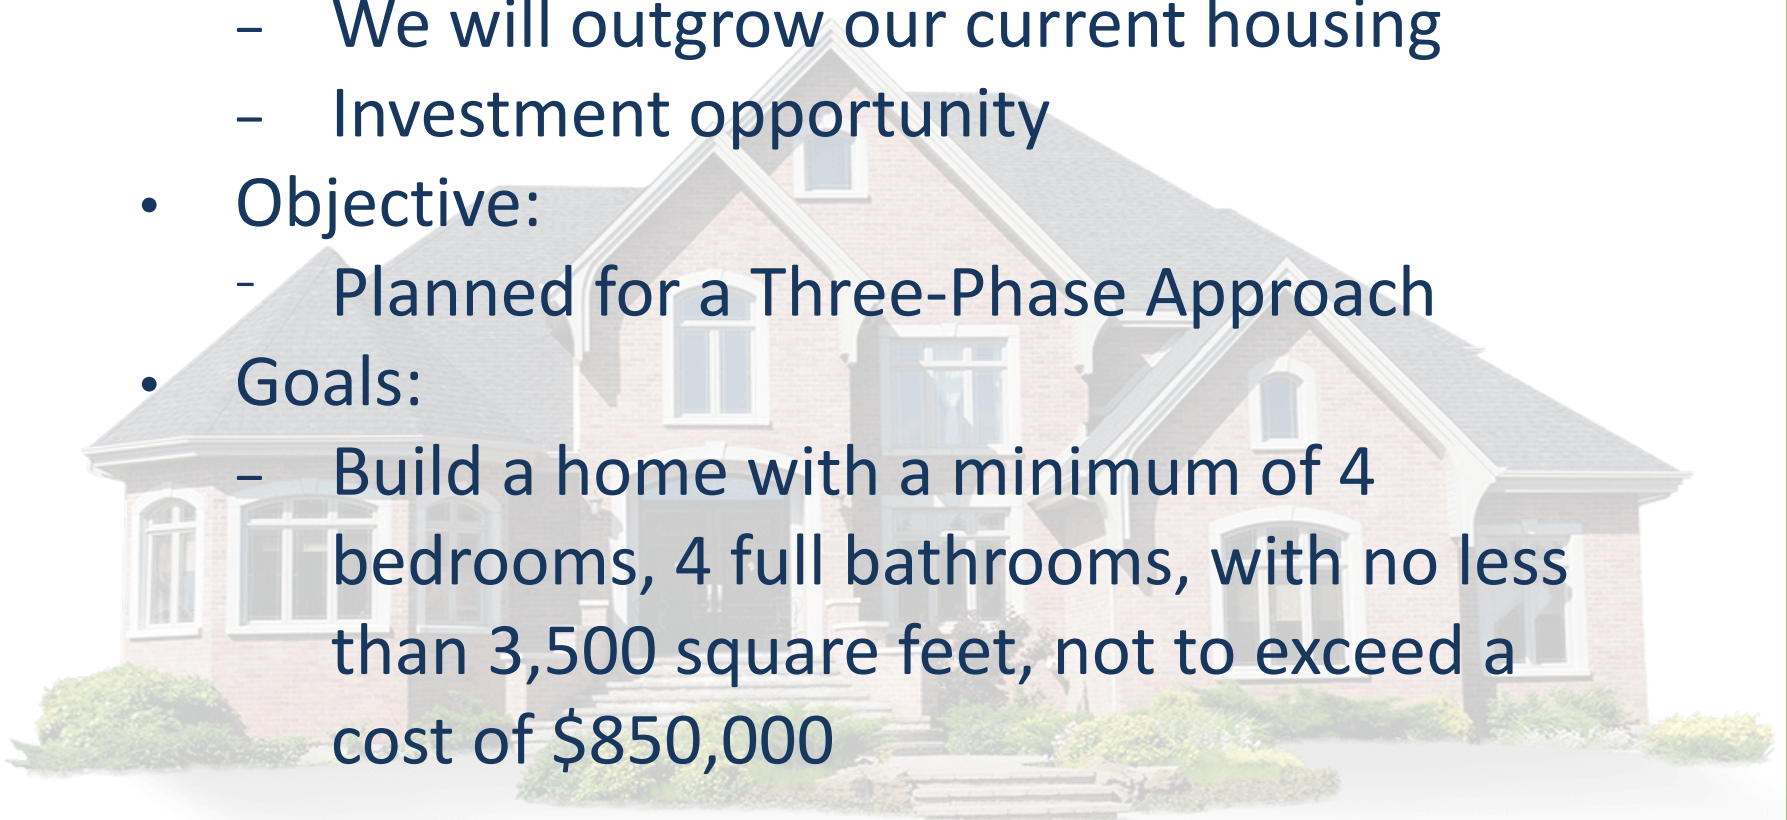 – We will outgrow our current housing
– Investment opportunity
• Objective:
- Planned for a Three-Phase Approach
• Goals:
– Build a home with a minimum of 4
bedrooms, 4 full bathrooms, with no less
than 3,500 square feet, not to exceed a
cost of $850,000